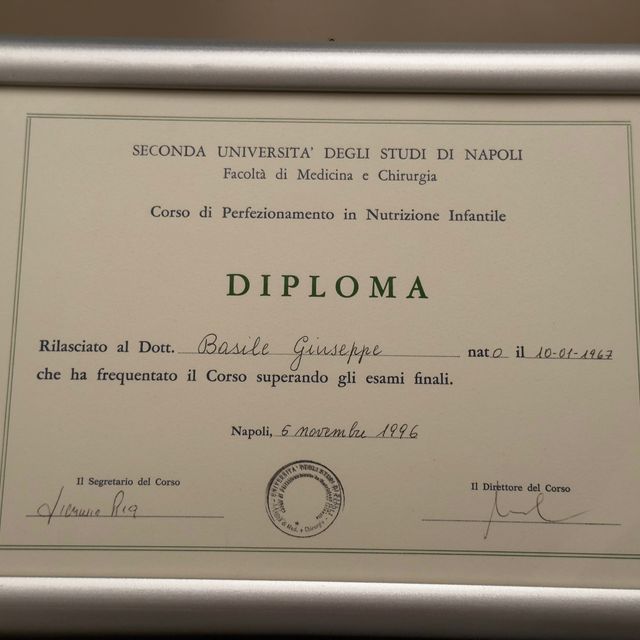 SECONDA UNIVERSITA' DEGLI STUDI DI NAPOLI
Facoltà di Medicina e Chirurgia
Corso di Perfezionamento in Nutrizione Infantile
DIPLOMA
Rilasciato al Dott. Basile Giuseppe nato il 10-01-1967
che ha frequentato il Corso superando gli esami finali.
Napoli, 6 novembre 1996
Il Segretario del Corso
Il Direttore del Corso